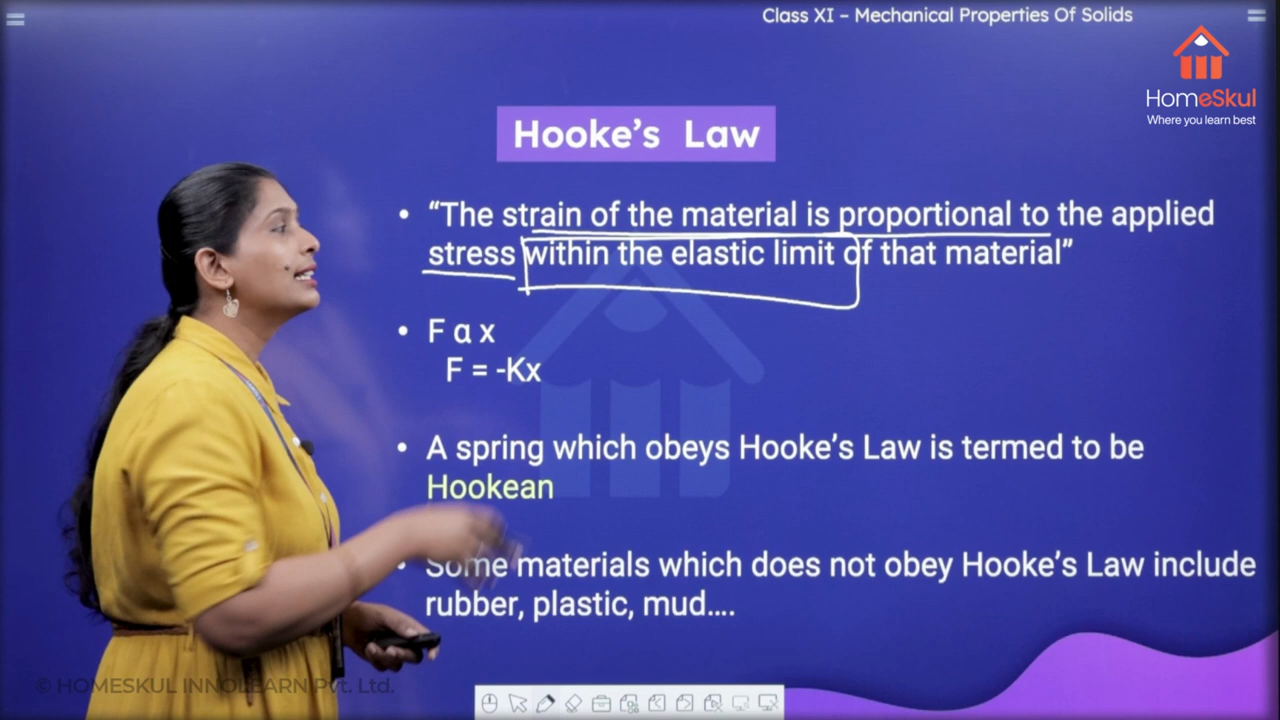 Class XI – Mechanical Properties Of Solids
HomeSkul
Where you learn best
Hooke's Law
• “The strain of the material is proportional to the applied
stress within the elastic limit of that material”
• F α x
F = -Kx
• A spring which obeys Hooke's Law is termed to be
Hookean
• Some materials which does not obey Hooke's Law include
rubber, plastic, mud....
© HOMESKUL INNOLEARN Pvt. Ltd.